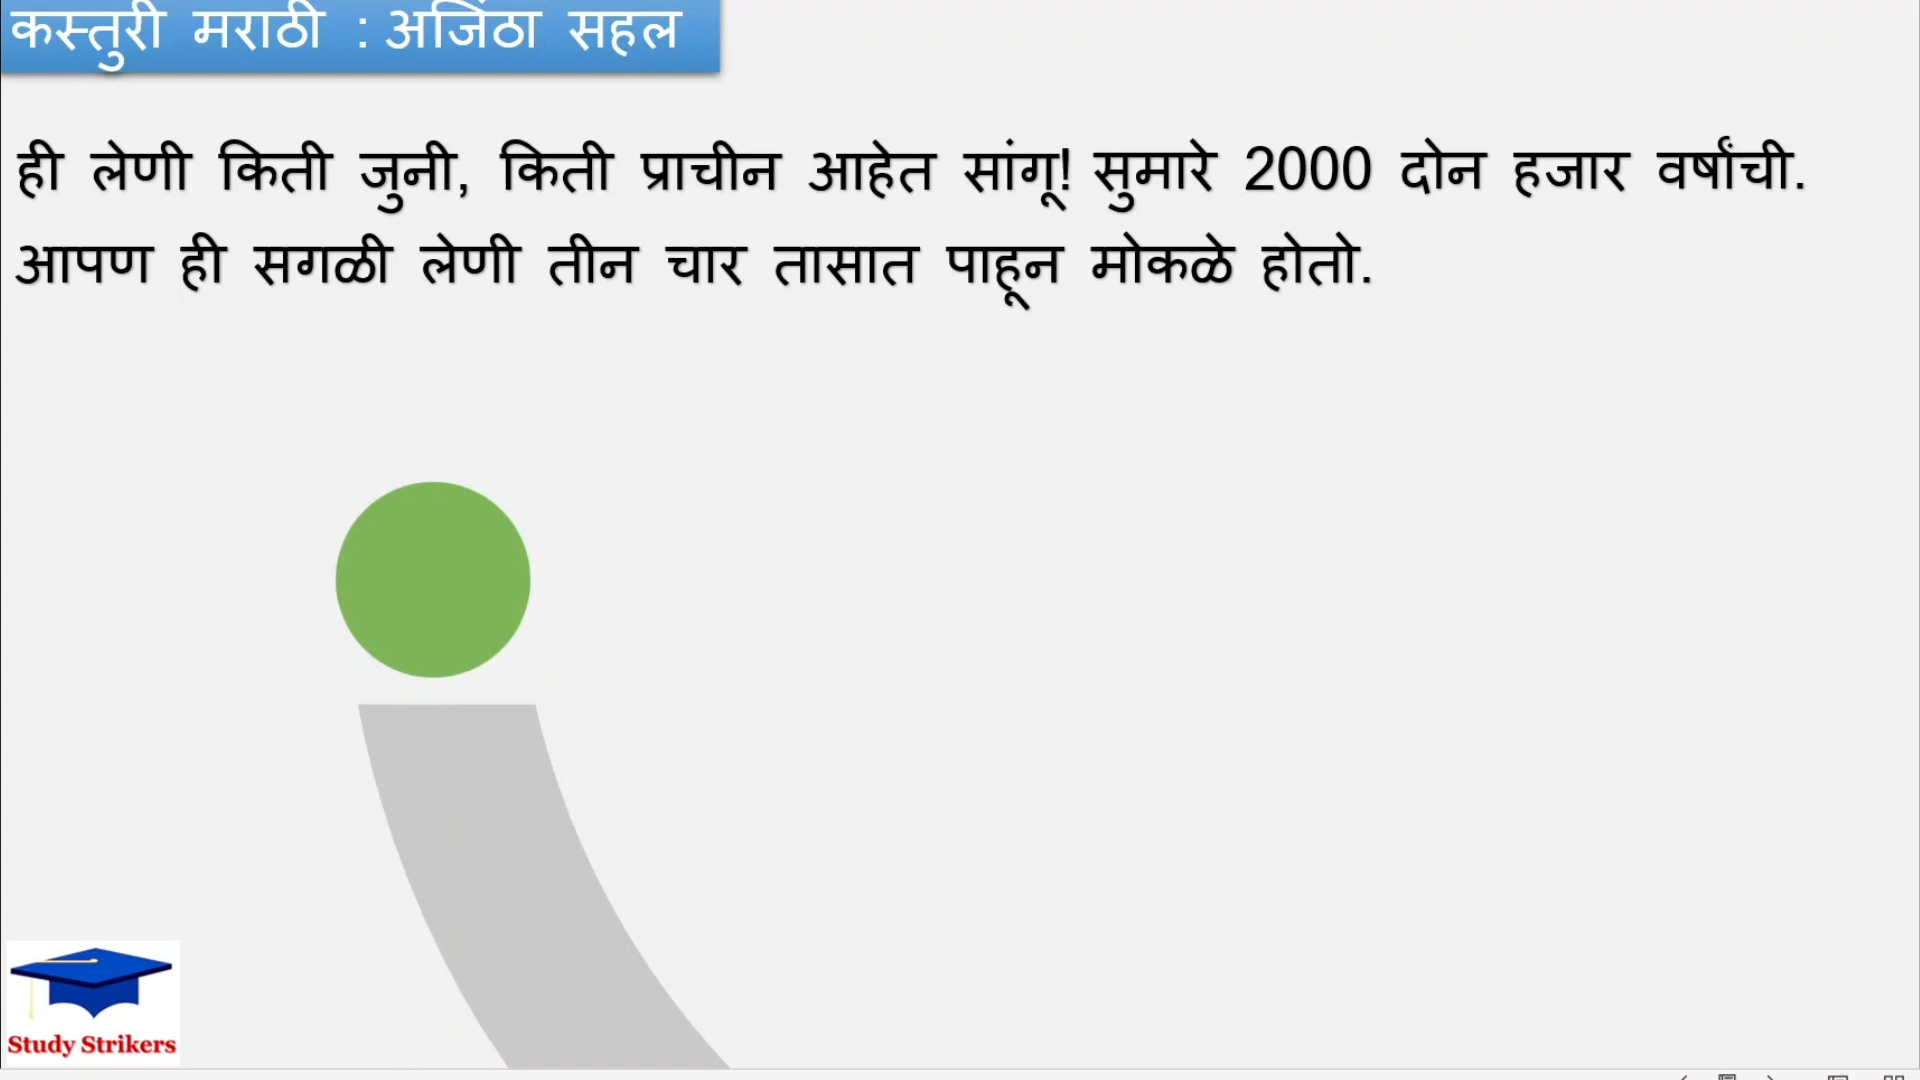 कस्तुरी मराठी : अजिंठा सहल
ही लेणी किती जुनी, किती प्राचीन आहेत सांगू! सुमारे 2000 दोन हजार वर्षांची.
आपण ही सगळी लेणी तीन चार तासात पाहून मोकळे होतो.
Study Strikers